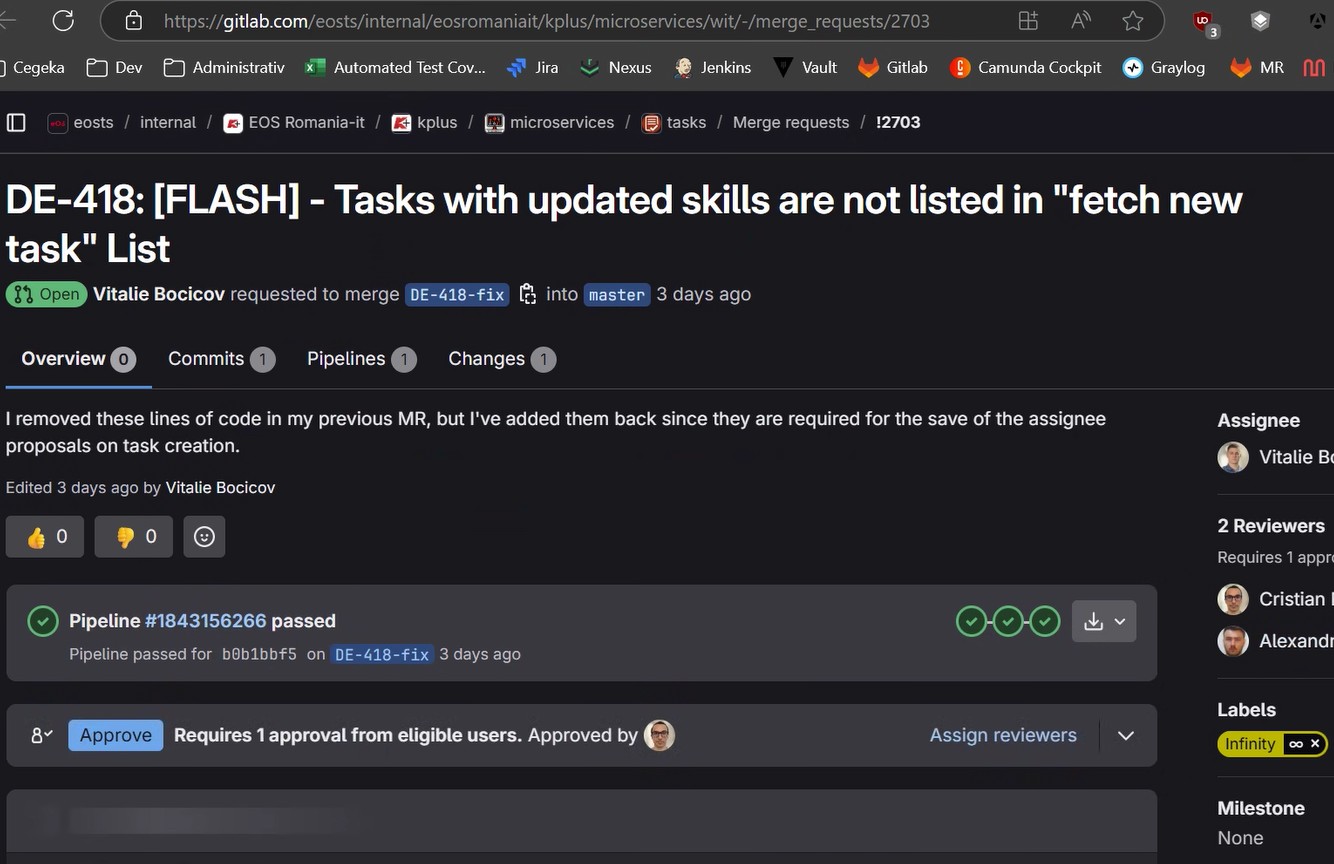 https://gitlab.com/eosts/internal/eosromaniait/kplus/microservices/wit/-/merge_requests/2703
3
Cegeka Dev Administrativ Automated Test Cov... Jira Nexus Jenkins Vault Gitlab Camunda Cockpit Graylog MR
eosts / internal / EOS Romania-it / kplus / microservices / tasks / Merge requests / !2703
DE-418: [FLASH] - Tasks with updated skills are not listed in "fetch new
task" List
Open Vitalie Bocicov requested to merge DE-418-fix into master 3 days ago
Overview 0 Commits 1 Pipelines 1 Changes 1
I removed these lines of code in my previous MR, but I've added them back since they are required for the save of the assignee
proposals on task creation.
Edited 3 days ago by Vitalie Bocicov
0 0
Pipeline #1843156266 passed
Pipeline passed for b0b1bbf5 on DE-418-fix 3 days ago
Approve Requires 1 approval from eligible users. Approved by Assign reviewers
Assignee
Vitalie Bo
2 Reviewers
Requires 1 appro
Cristian
Alexandr
Labels
Infinity ∞ ×
Milestone
None